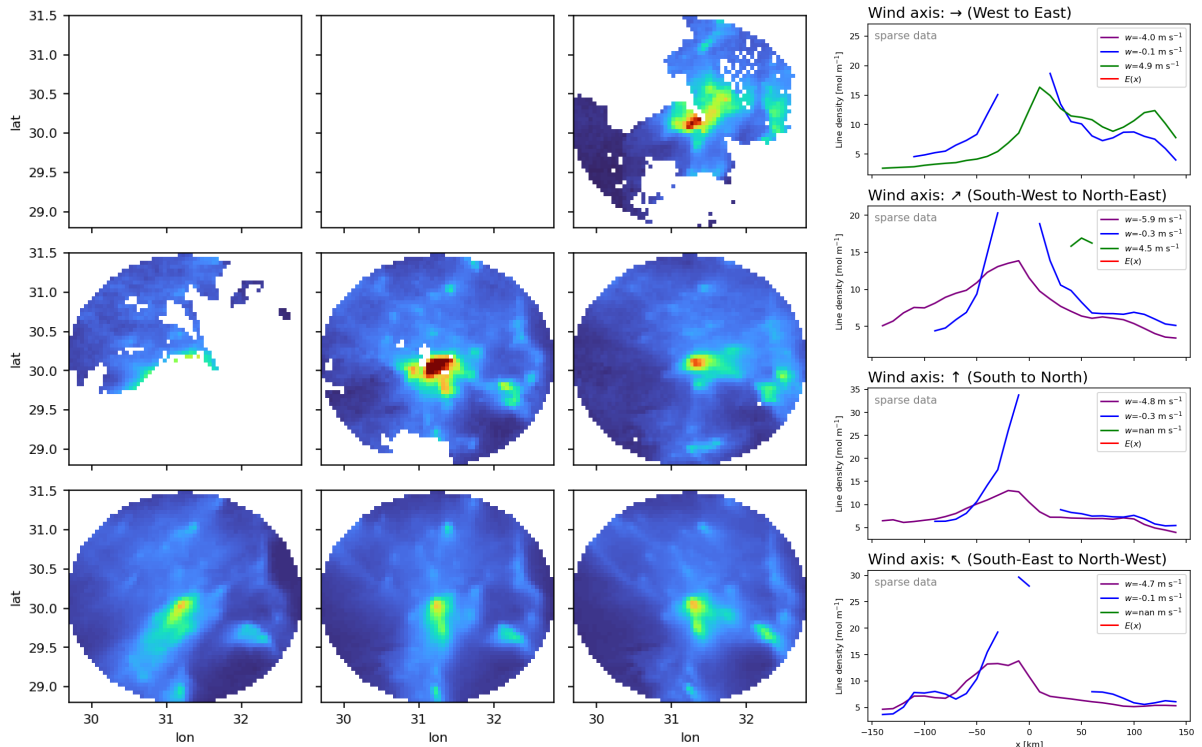 31.5
31.0
30.5
30.0
29.5
29.0
lat
31.5
31.0
30.5
30.0
29.5
29.0
lat
31.5
31.0
30.5
30.0
29.5
29.0
lat
30 31 32
lon
30 31 32
lon
30 31 32
lon
Wind axis: → (West to East)
sparse data
w=-4.0 m s⁻¹
w=-0.1 m s⁻¹
w=4.9 m s⁻¹
E(x)
25
20
15
10
5
Line density [mol m⁻¹]
Wind axis: ↗ (South-West to North-East)
sparse data
w=-5.9 m s⁻¹
w=-0.3 m s⁻¹
w=4.5 m s⁻¹
E(x)
20
15
10
5
Line density [mol m⁻¹]
Wind axis: ↑ (South to North)
sparse data
w=-4.8 m s⁻¹
w=-0.3 m s⁻¹
w=nan m s⁻¹
E(x)
35
30
25
20
15
10
5
Line density [mol m⁻¹]
Wind axis: ↖ (South-East to North-West)
sparse data
w=-4.7 m s⁻¹
w=-0.1 m s⁻¹
w=nan m s⁻¹
E(x)
30
25
20
15
10
5
Line density [mol m⁻¹]
−150 −100 −50 0 50 100 150
x [km]